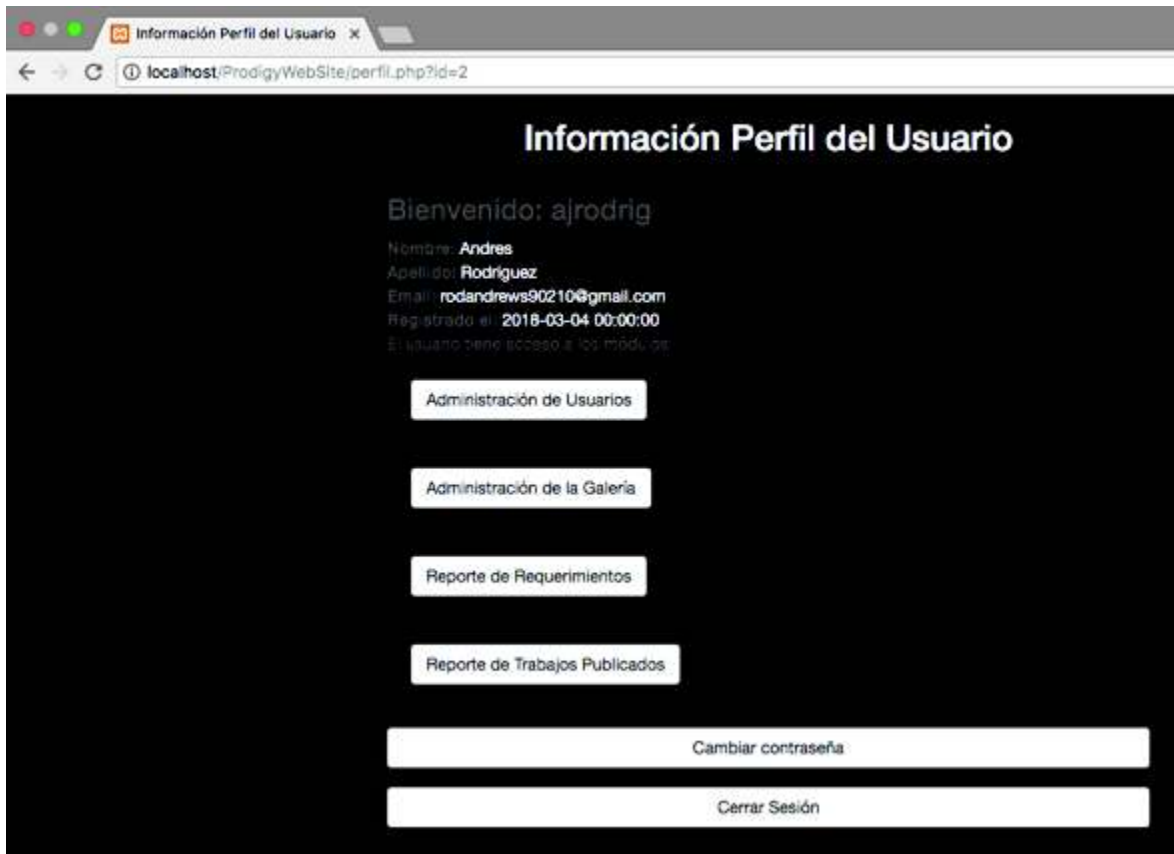 Información Perfil del Usuario
localhost/ProdigyWebSite/perfil.php?id=2
Información Perfil del Usuario
Bienvenido: ajrodrig
Nombre: Andres
Apellido: Rodriguez
Email: rodandrews90210@gmail.com
Registrado el: 2018-03-04 00:00:00
El usuario tiene acceso a los módulos
Administración de Usuarios
Administración de la Galería
Reporte de Requerimientos
Reporte de Trabajos Publicados
Cambiar contraseña
Cerrar Sesión